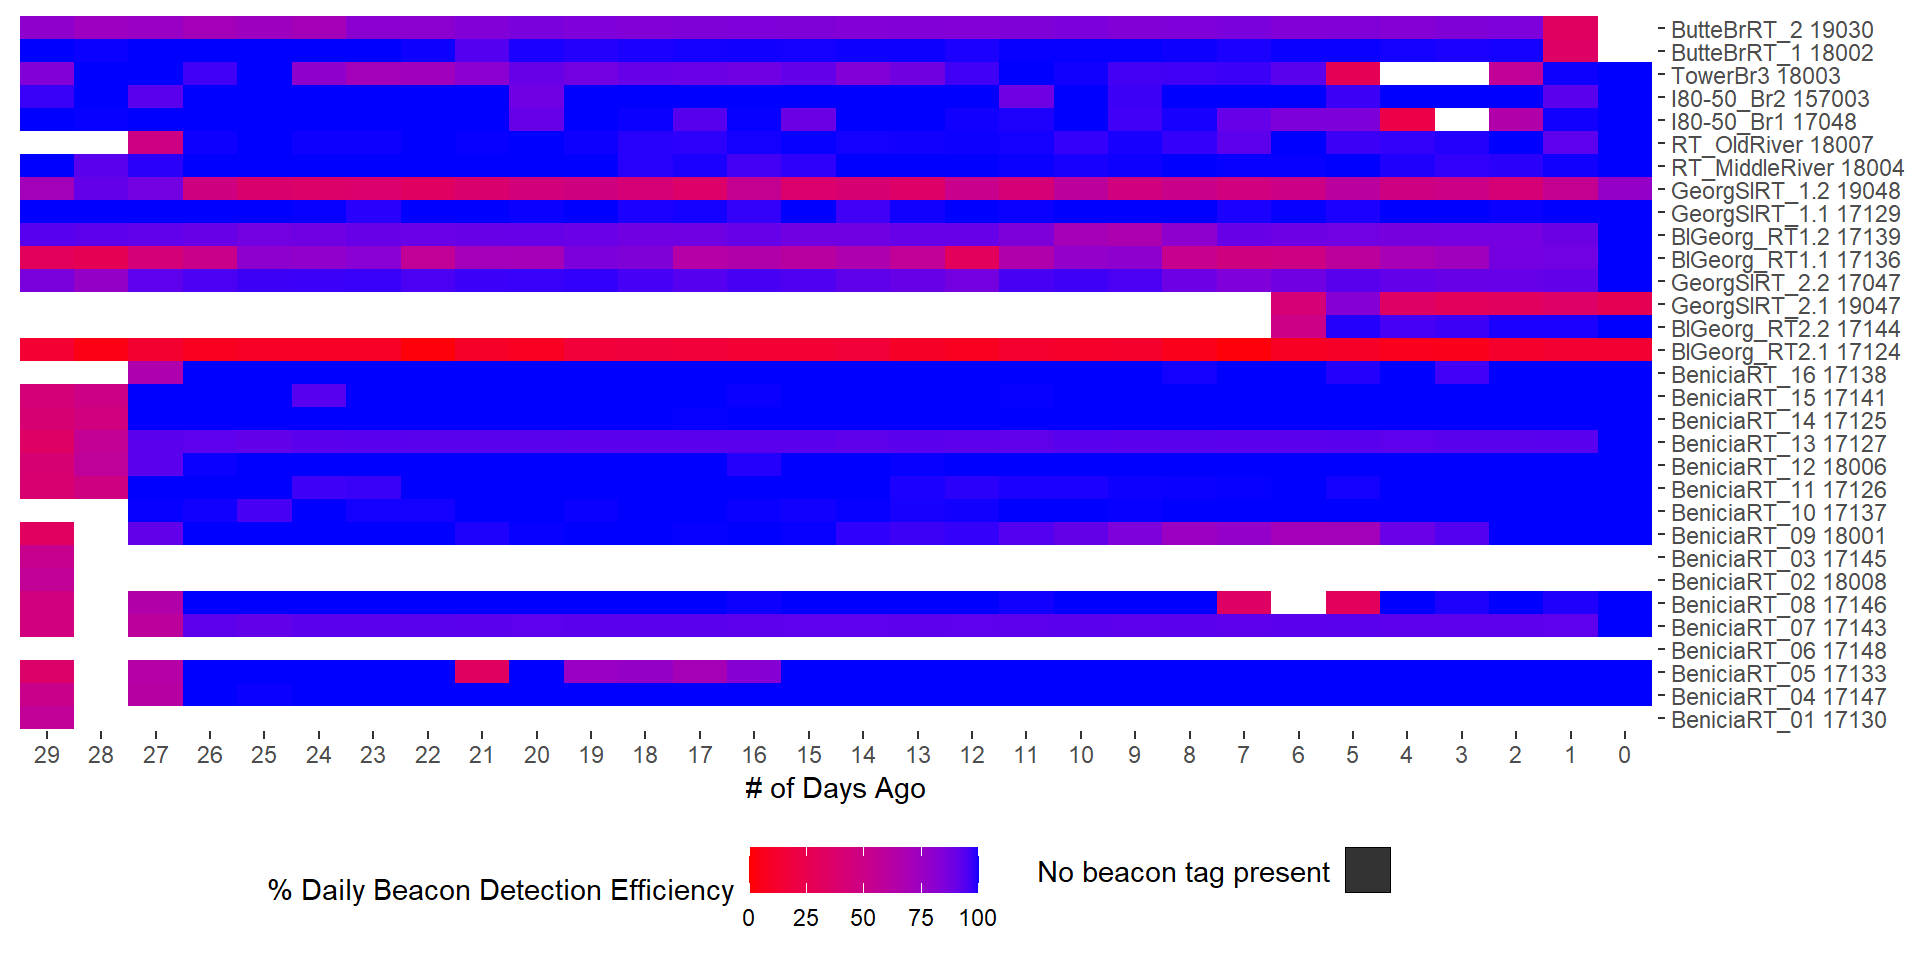 ButteBrRT_2 19030
ButteBrRT_1 18002
TowerBr3 18003
I80-50_Br2 157003
I80-50_Br1 17048
RT_OldRiver 18007
RT_MiddleRiver 18004
GeorgSlRT_1.2 19048
GeorgSlRT_1.1 17129
BlGeorg_RT1.2 17139
BlGeorg_RT1.1 17136
GeorgSlRT_2.2 17047
GeorgSlRT_2.1 19047
BlGeorg_RT2.2 17144
BlGeorg_RT2.1 17124
BeniciaRT_16 17138
BeniciaRT_15 17141
BeniciaRT_14 17125
BeniciaRT_13 17127
BeniciaRT_12 18006
BeniciaRT_11 17126
BeniciaRT_10 17137
BeniciaRT_09 18001
BeniciaRT_03 17145
BeniciaRT_02 18008
BeniciaRT_08 17146
BeniciaRT_07 17143
BeniciaRT_06 17148
BeniciaRT_05 17133
BeniciaRT_04 17147
BeniciaRT_01 17130
29 28 27 26 25 24 23 22 21 20 19 18 17 16 15 14 13 12 11 10 9 8 7 6 5 4 3 2 1 0
# of Days Ago
% Daily Beacon Detection Efficiency
0 25 50 75 100
No beacon tag present